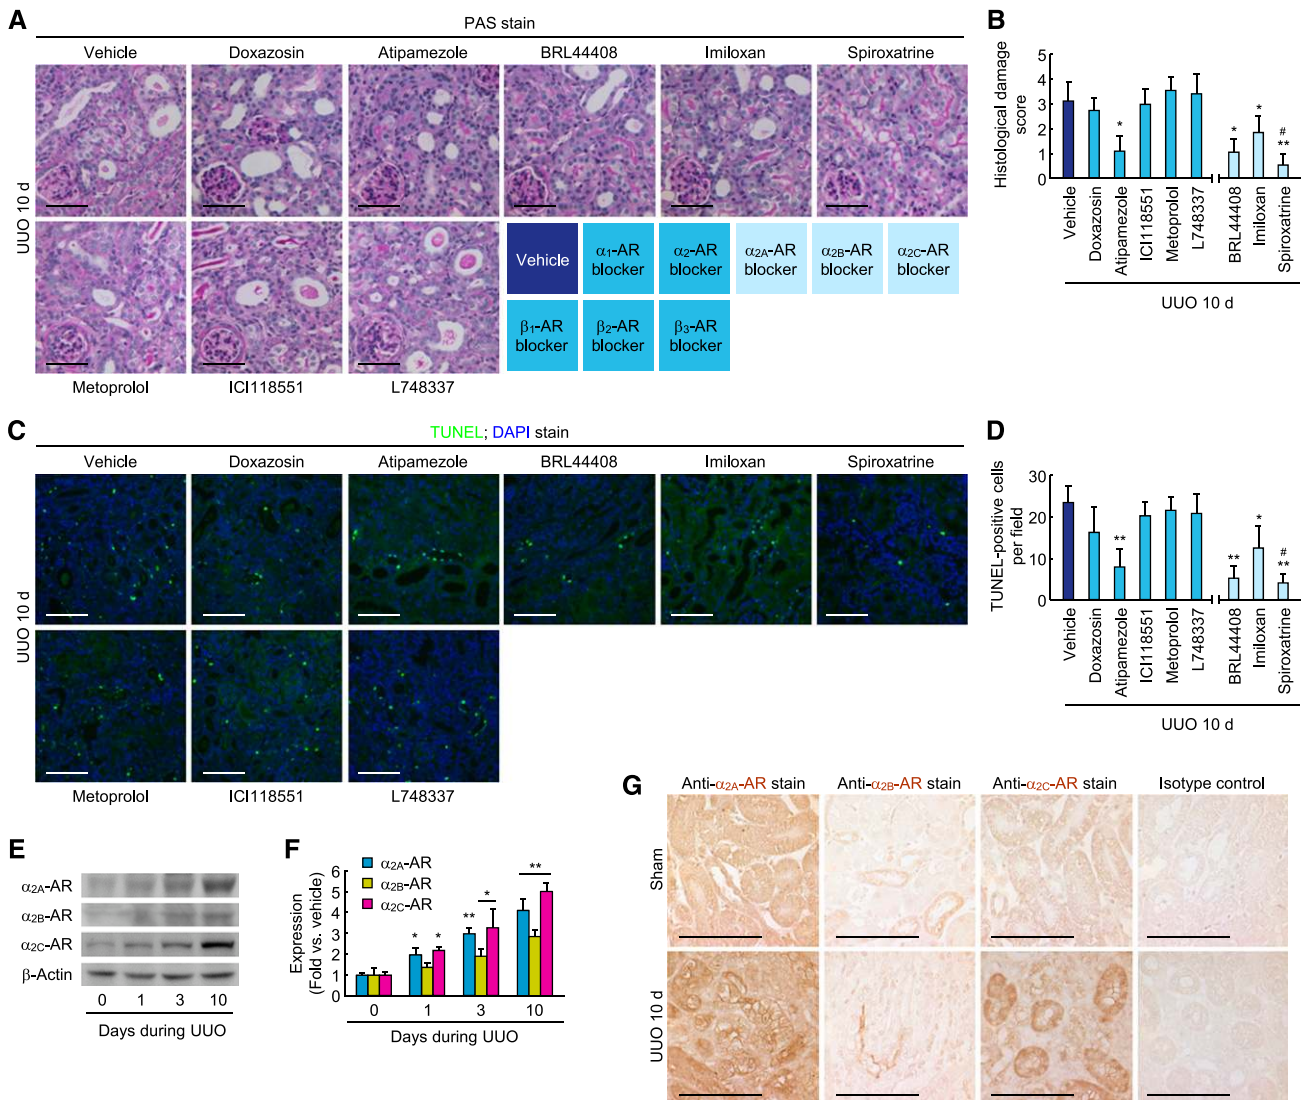 A
PAS stain
Vehicle Doxazosin Atipamezole BRL44408 Imiloxan Spiroxatrine
UUO 10 d
Vehicle
α1-AR blocker
α2-AR blocker
α2A-AR blocker
α2B-AR blocker
α2C-AR blocker
β1-AR blocker
β2-AR blocker
β3-AR blocker
Metoprolol ICI118551 L748337
B
Histological damage
score
5
4
3
2
1
0
*
*
*
#
**
Vehicle
Doxazosin
Atipamezole
ICI118551
Metoprolol
L748337
BRL44408
Imiloxan
Spiroxatrine
UUO 10 d
C
TUNEL; DAPI stain
Vehicle Doxazosin Atipamezole BRL44408 Imiloxan Spiroxatrine
UUO 10 d
Metoprolol ICI118551 L748337
D
TUNEL-positive cells
per field
30
20
10
0
**
**
*
#
**
Vehicle
Doxazosin
Atipamezole
ICI118551
Metoprolol
L748337
BRL44408
Imiloxan
Spiroxatrine
UUO 10 d
E
α2A-AR
α2B-AR
α2C-AR
β-Actin
0 1 3 10
Days during UUO
F
Expression
(Fold vs. vehicle)
6
5
4
3
2
1
0
α2A-AR
α2B-AR
α2C-AR
* *
** *
**
0 1 3 10
Days during UUO
G
Anti-α2A-AR stain Anti-α2B-AR stain Anti-α2C-AR stain Isotype control
Sham
UUO 10 d